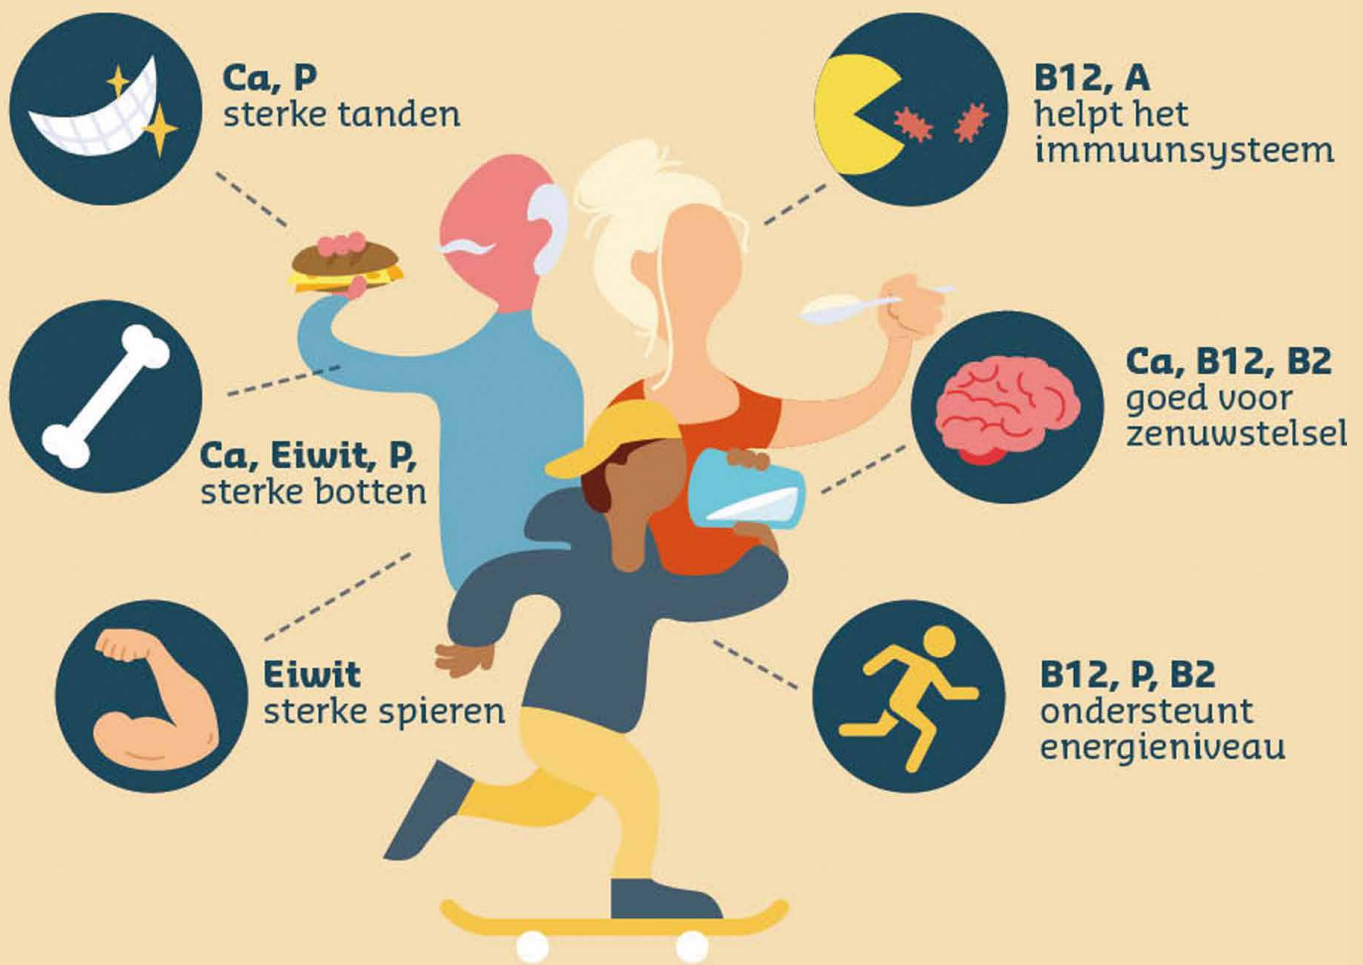 Ca, P
sterke tanden
B12, A
helpt het
immuunsysteem
Ca, Eiwit, P,
sterke botten
Ca, B12, B2
goed voor
zenuwstelsel
Eiwit
sterke spieren
B12, P, B2
ondersteunt
energieniveau